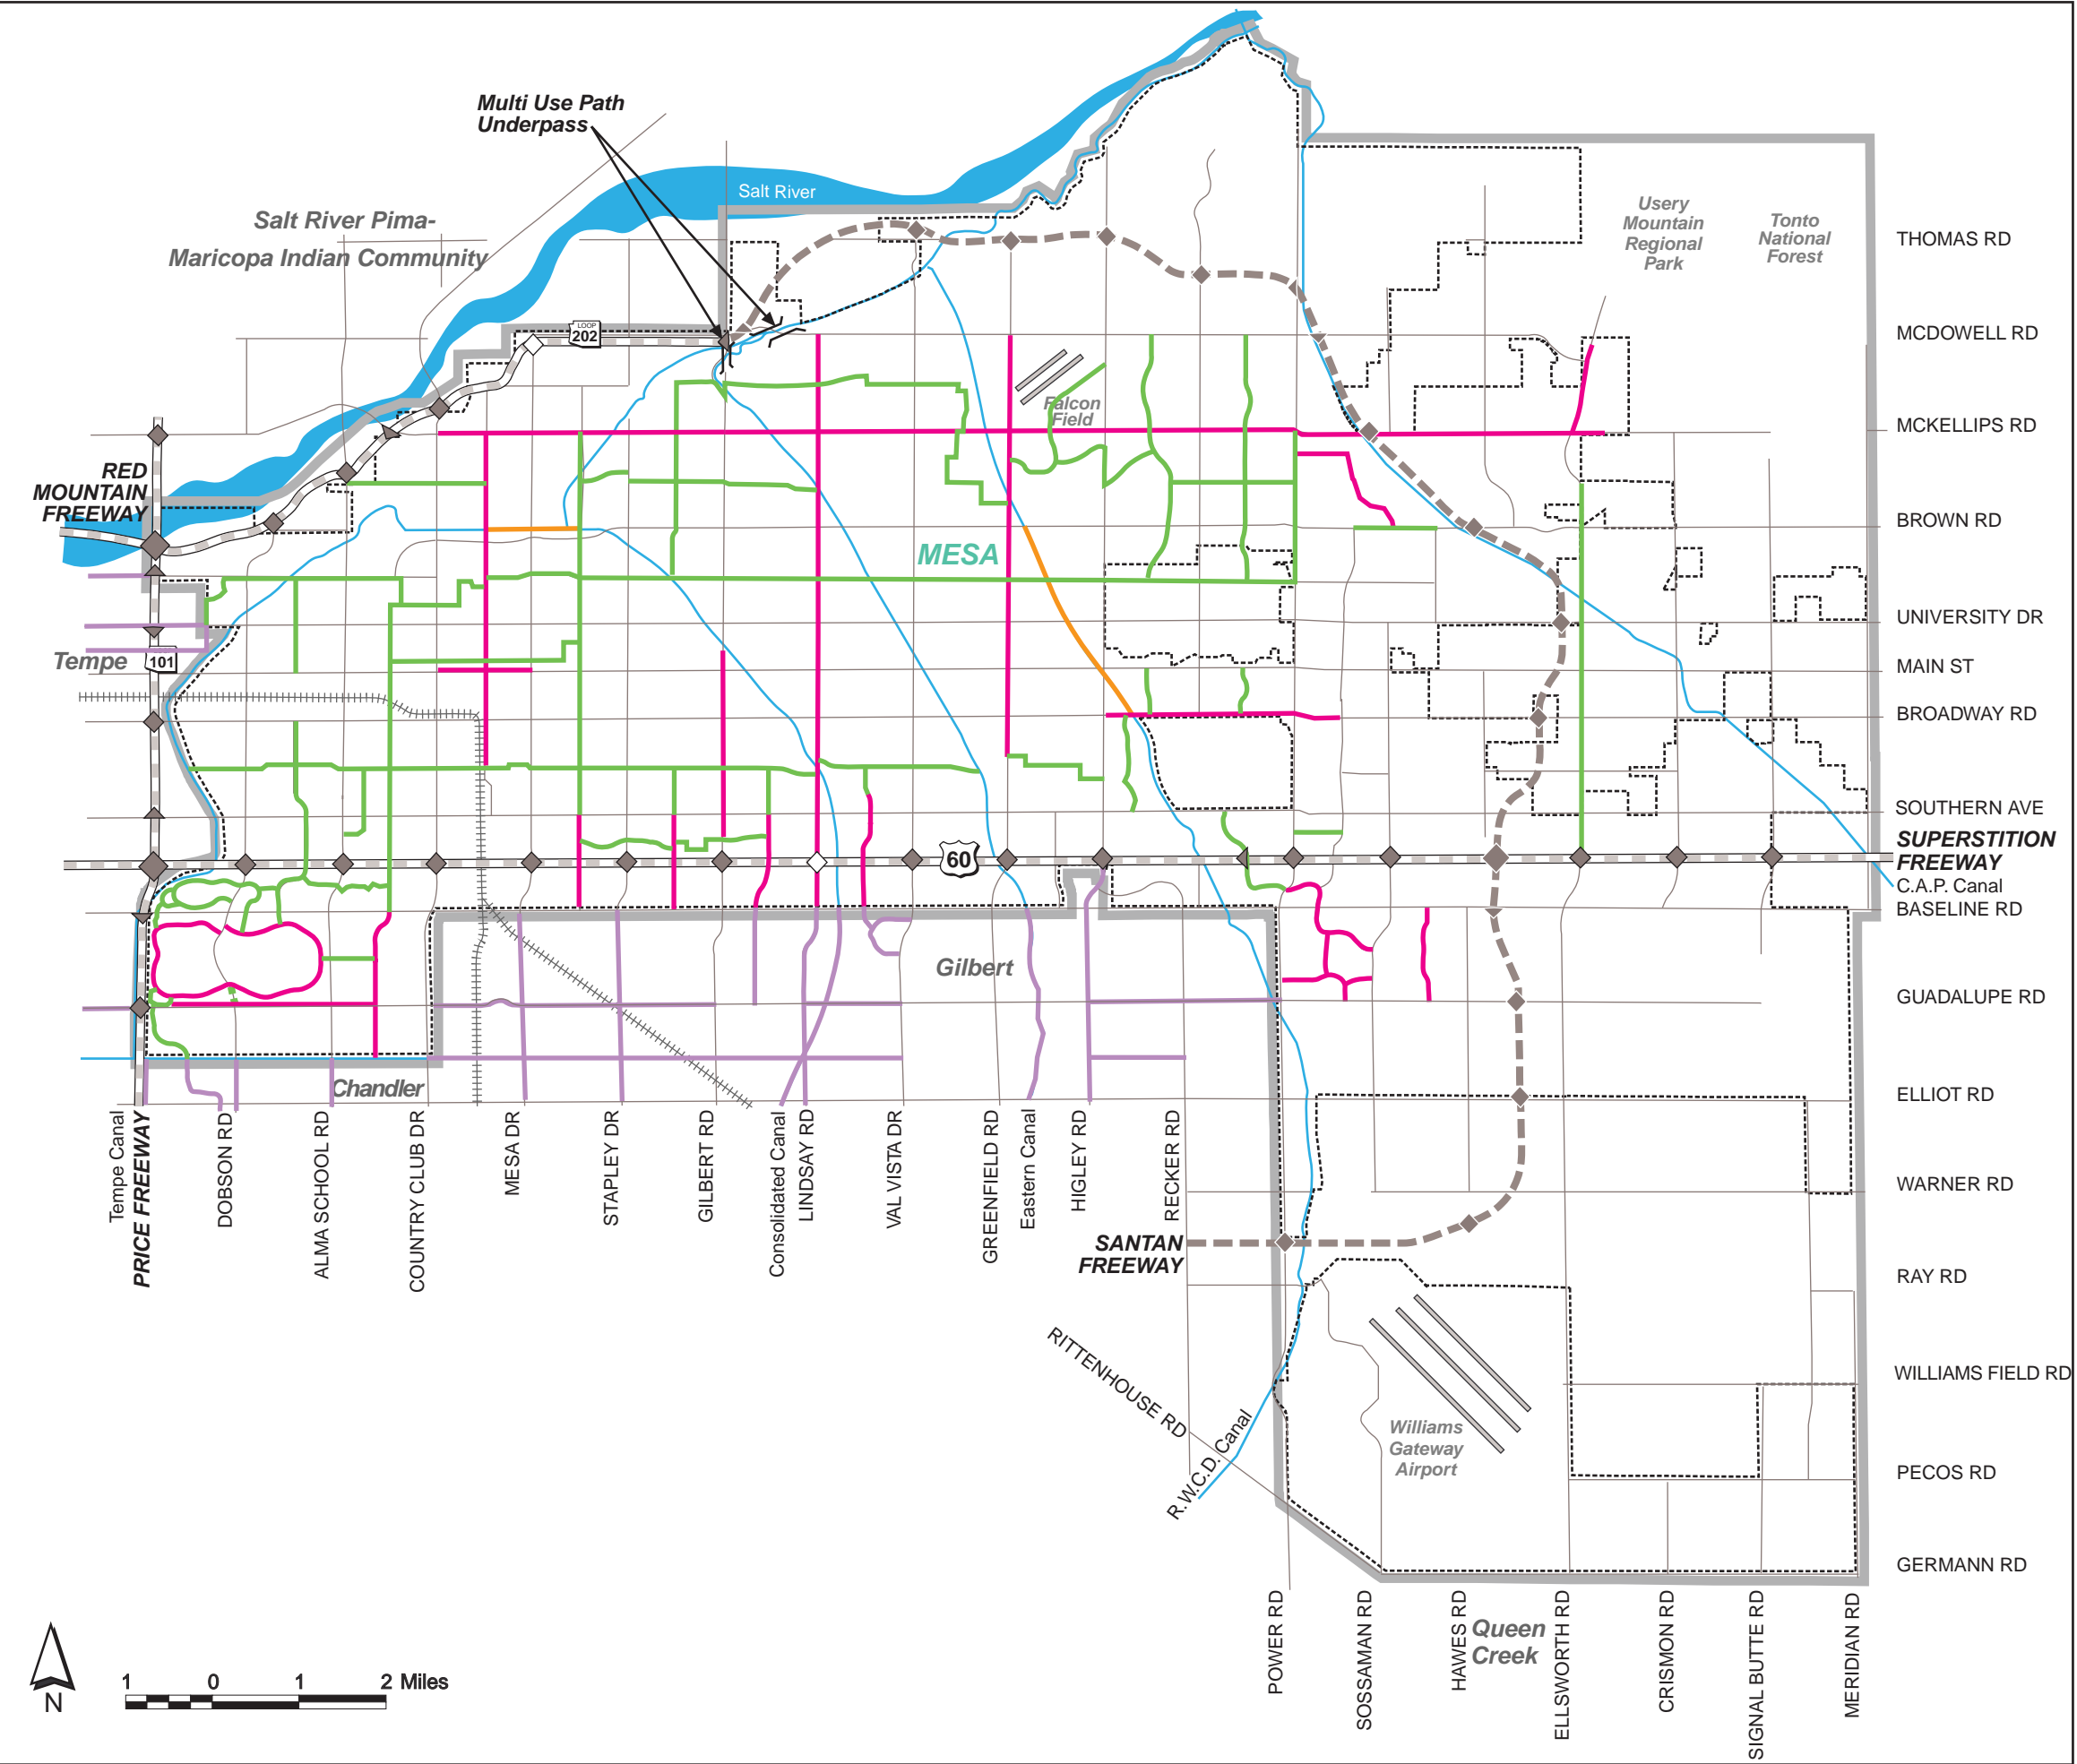 Multi Use Path
Underpass
Salt River
Salt River Pima-
Maricopa Indian Community
Usery
Mountain
Regional
Park
Tonto
National
Forest
THOMAS RD
LOOP
202
MCDOWELL RD
Falcon
Field
MCKELLIPS RD
RED
MOUNTAIN
FREEWAY
BROWN RD
MESA
UNIVERSITY DR
Tempe
101
MAIN ST
BROADWAY RD
SOUTHERN AVE
SUPERSTITION
FREEWAY
60
C.A.P. Canal
BASELINE RD
Gilbert
GUADALUPE RD
Chandler
ELLIOT RD
Tempe Canal
PRICE FREEWAY
DOBSON RD
ALMA SCHOOL RD
COUNTRY CLUB DR
MESA DR
STAPLEY DR
GILBERT RD
Consolidated Canal
LINDSAY RD
VAL VISTA DR
GREENFIELD RD
Eastern Canal
HIGLEY RD
RECKER RD
WARNER RD
SANTAN
FREEWAY
RAY RD
RITTENHOUSE RD
WILLIAMS FIELD RD
R.W.C.D. Canal
Williams
Gateway
Airport
PECOS RD
GERMANN RD
POWER RD
SOSSAMAN RD
HAWES RD
Queen
Creek
ELLSWORTH RD
CRISMON RD
SIGNAL BUTTE RD
MERIDIAN RD
N
1 0 1 2 Miles